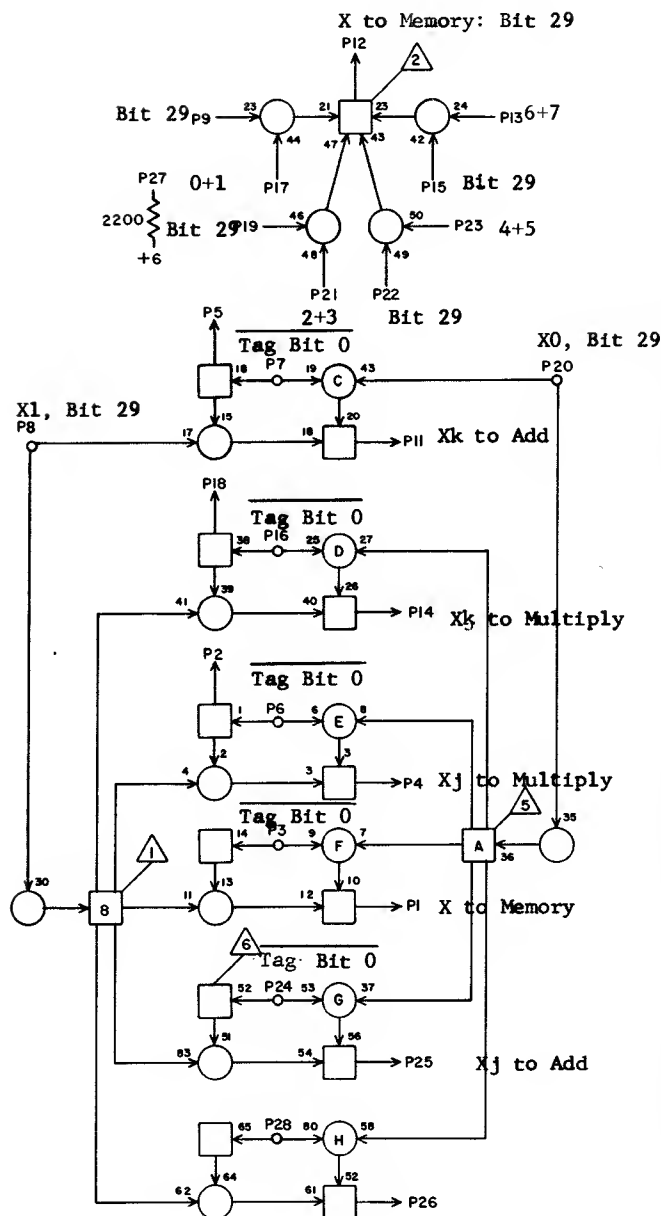 X to Memory: Bit 29
P12
2
23 21 23 24
Bit 29 P9 P13 6+7
44 47 43 42
P27 0+1 P17 P15 Bit 29
2200 Bit 29 P19 46 50 P23 4+5
+6 48 49
P21 P22
2+3 Bit 29
P5 Tag Bit 0 X0, Bit 29
P7 P20
18 19 C 43
X1, Bit 29
P8 15 20
17 18 P11 Xk to Add
P18 Tag Bit 0
P16
38 25 D 27
39 26
41 40 P14 Xk to Multiply
P2 Tag Bit 0
P6
1 6 E 8
2 3
4 3 P4 Xj to Multiply
Tag Bit 0 5
P3 35
14 9 F 7 A 36
1 13 10
30 8 11 12 P1 X to Memory
6 Tag Bit 0
P24
52 53 G 37
51 56
83 54 P25 Xj to Add
P28
65 80 H 58
64 52
62 61 P26